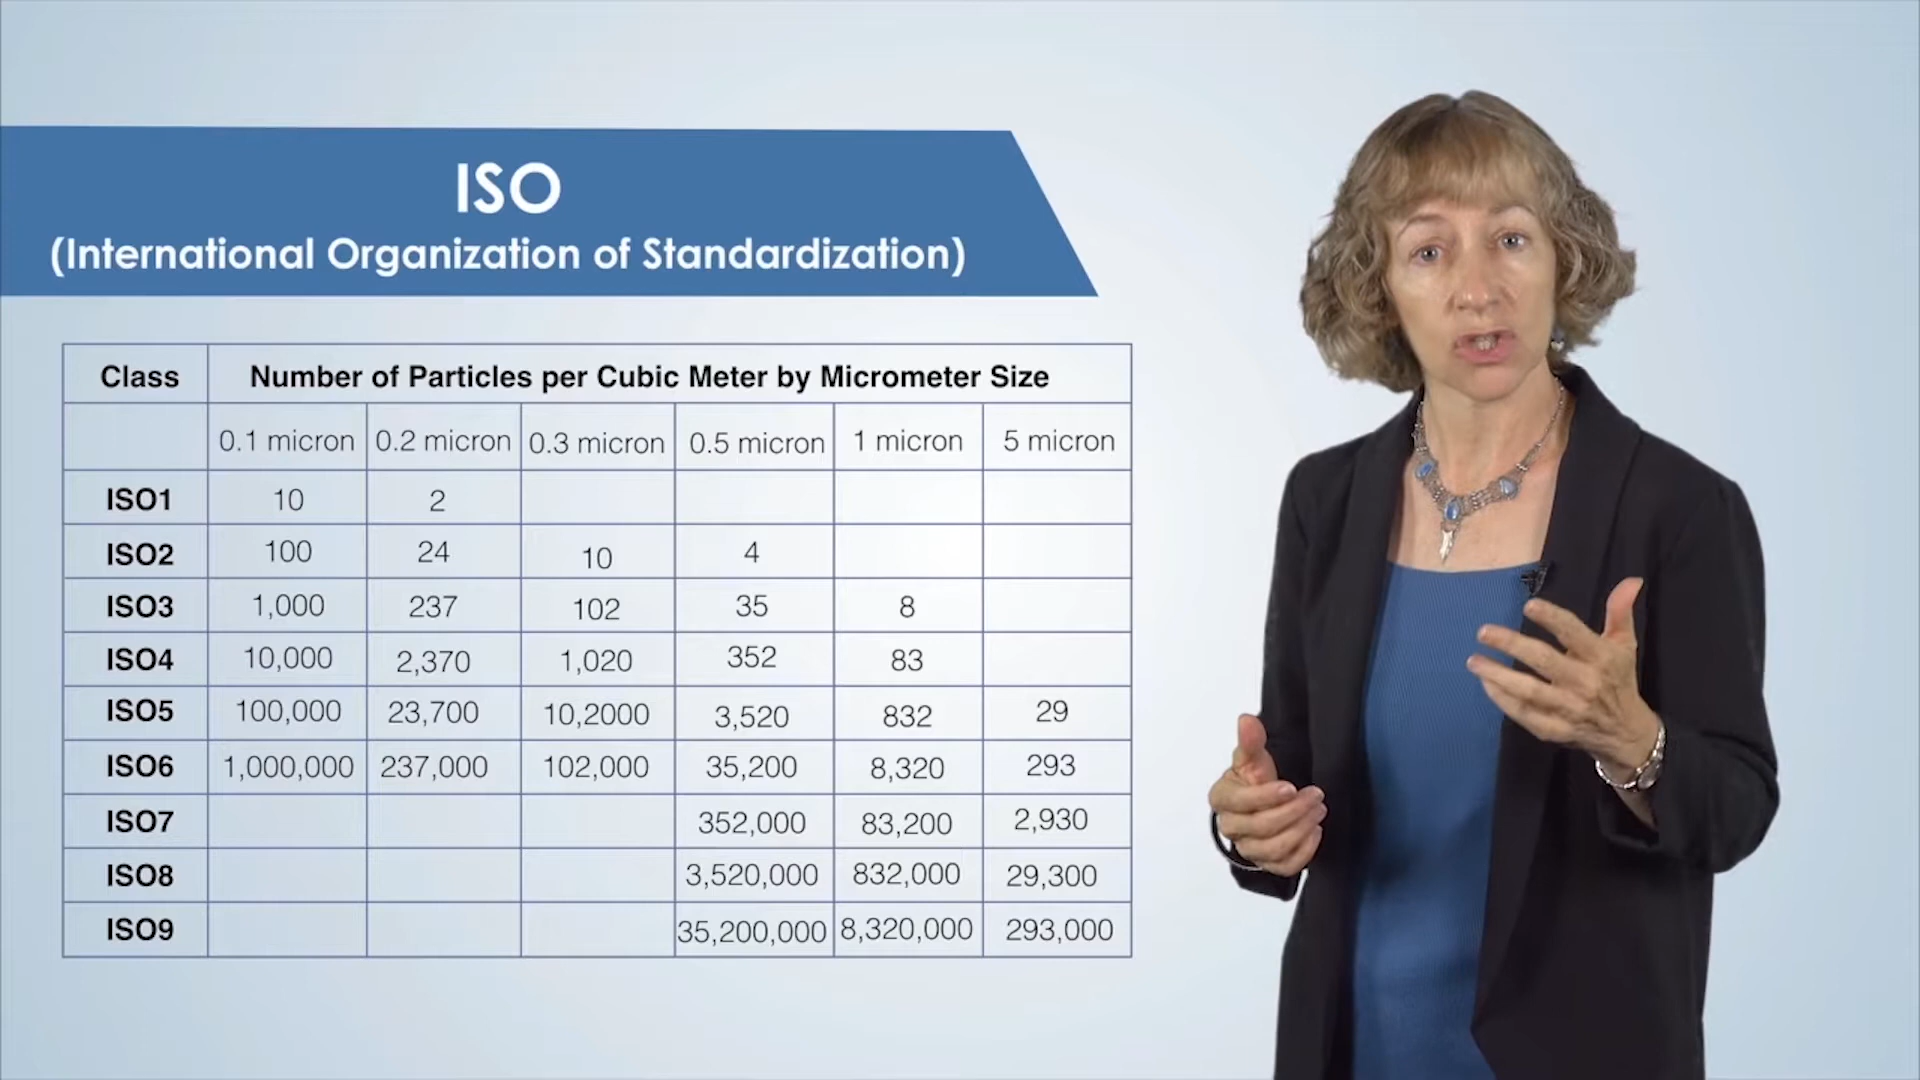 ISO
(International Organization of Standardization)
Class Number of Particles per Cubic Meter by Micrometer Size
0.1 micron 0.2 micron 0.3 micron 0.5 micron 1 micron 5 micron
ISO1 10 2
ISO2 100 24 10 4
ISO3 1,000 237 102 35 8
ISO4 10,000 2,370 1,020 352 83
ISO5 100,000 23,700 10,2000 3,520 832 29
ISO6 1,000,000 237,000 102,000 35,200 8,320 293
ISO7 352,000 83,200 2,930
ISO8 3,520,000 832,000 29,300
ISO9 35,200,000 8,320,000 293,000